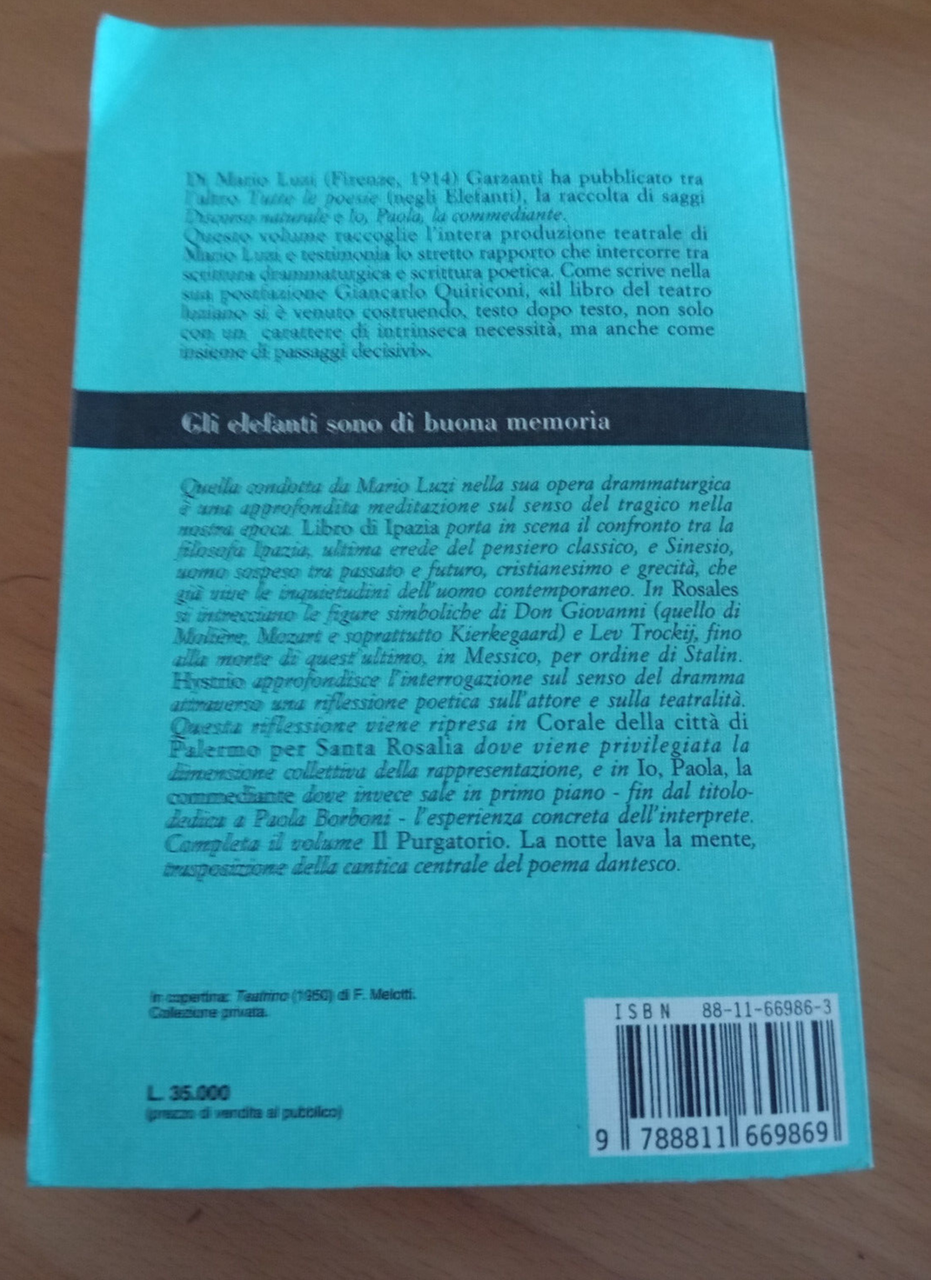 Di Mario Luzi (Firenze, 1914) Garzanti ha pubblicato tra
l'altro Tutte le poesie (negli Elefanti), la raccolta di saggi
Discorso naturale e Io, Paola, la commediante.
Questo volume raccoglie l'intera produzione teatrale di
Mario Luzi e testimonia lo stretto rapporto che intercorre tra
scrittura drammaturgica e scrittura poetica. Come scrive nella
sua postfazione Giancarlo Quiriconi, «il libro del teatro
luziano si è venuto costruendo, testo dopo testo, non solo
con un carattere di intrinseca necessità, ma anche come
insieme di passaggi decisivi».
Gli elefanti sono di buona memoria
Quella condotta da Mario Luzi nella sua opera drammaturgica
è una approfondita meditazione sul senso del tragico nella
nostra epoca. Libro di Ipazia porta in scena il confronto tra la
filosofa Ipazia, ultima erede del pensiero classico, e Sinesio,
uomo sospeso tra passato e futuro, cristianesimo e grecità, che
già vive le inquietudini dell'uomo contemporaneo. In Rosales
si intrecciano le figure simboliche di Don Giovanni (quello di
Molière, Mozart e soprattutto Kierkegaard) e Lev Trockij, fino
alla morte di quest'ultimo, in Messico, per ordine di Stalin.
Hystrio approfondisce l'interrogazione sul senso del dramma
attraverso una riflessione poetica sull'attore e sulla teatralità.
Questa riflessione viene ripresa in Corale della città di
Palermo per Santa Rosalia dove viene privilegiata la
dimensione collettiva della rappresentazione, e in Io, Paola, la
commediante dove invece sale in primo piano - fin dal titolo-
dedica a Paola Borboni - l'esperienza concreta dell'interprete.
Completa il volume Il Purgatorio. La notte lava la mente,
trasposizione della cantica centrale del poema dantesco.
In copertina: Teatrino (1950) di F. Melotti.
Collezione privata.
L. 35.000
(prezzo di vendita al pubblico)
ISBN 88-11-66986-3
9 788811 669869